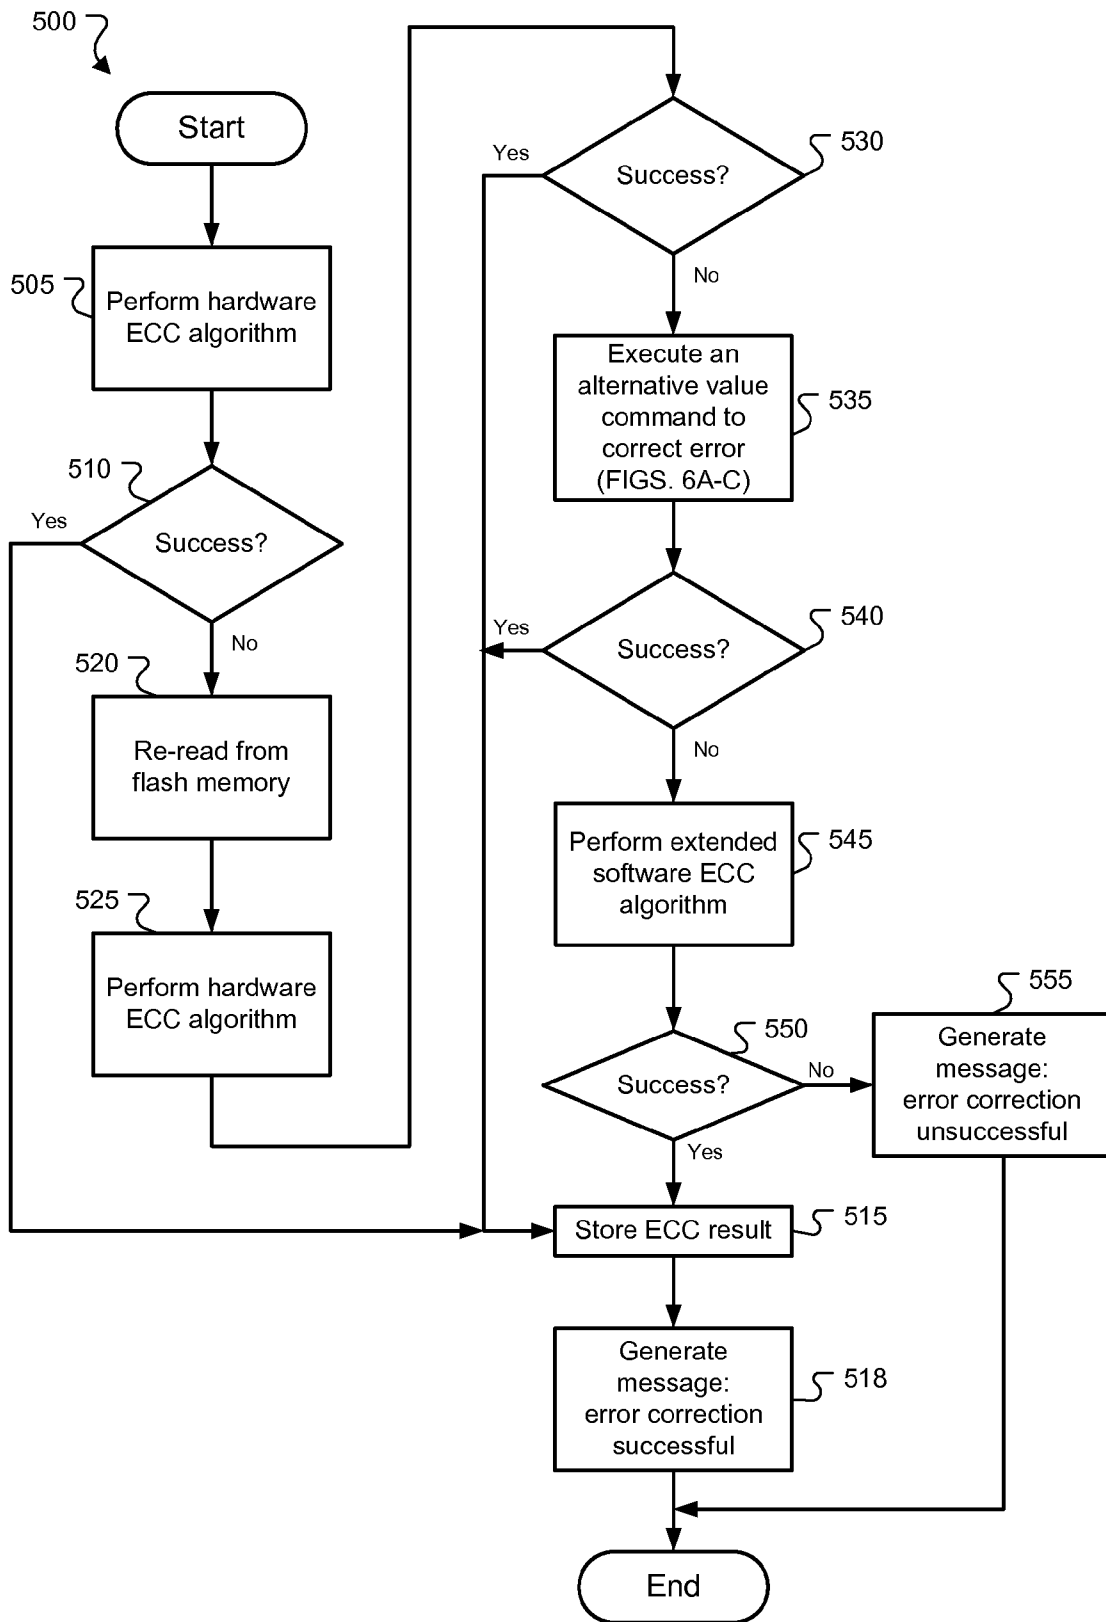 500
Start
505
Perform hardware
ECC algorithm
510
Yes
Success?
No
520
Re-read from
flash memory
525
Perform hardware
ECC algorithm
530
Yes
Success?
No
Execute an
alternative value
command to
correct error
(FIGS. 6A-C)
535
540
Yes
Success?
No
Perform extended
software ECC
algorithm
545
550
Success?
No
Yes
555
Generate
message:
error correction
unsuccessful
Store ECC result
515
Generate
message:
error correction
successful
518
End